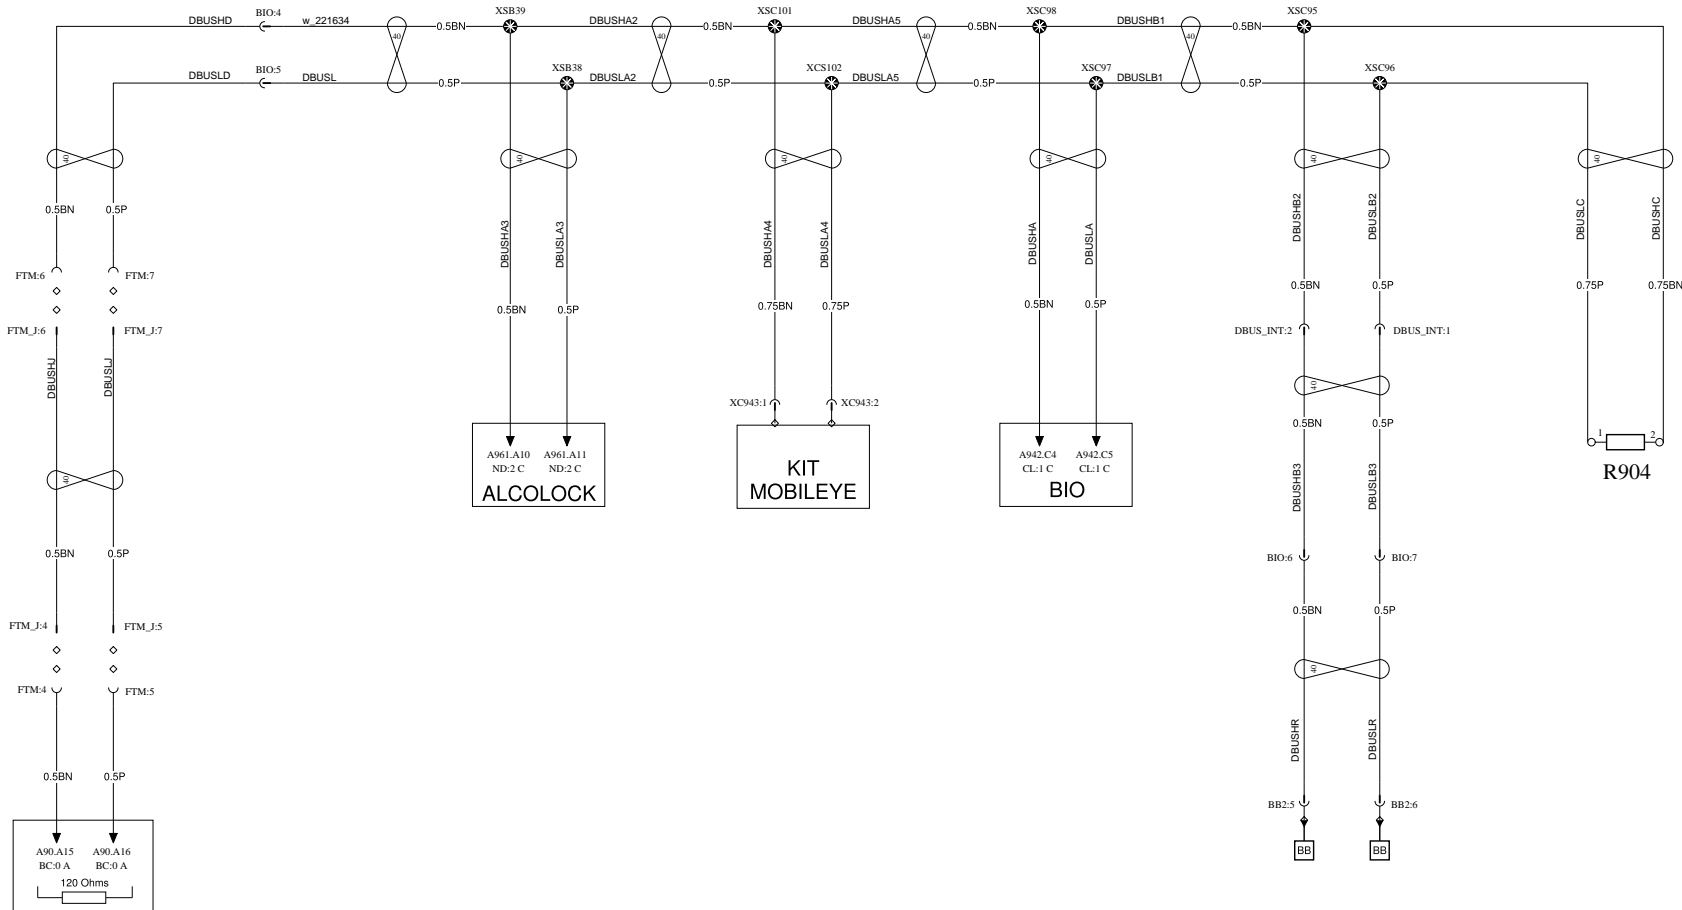 XSB39
XSC101
XSC98
XSC95
BIO:4
DBUSHD
w_221634
40
0.5BN
DBUSHA2
40
0.5BN
DBUSHA5
40
0.5BN
DBUSHB1
40
0.5BN
XSB38
XCS102
XSC97
XSC96
BIO:5
DBUSLD
DBUSL
0.5P
DBUSLA2
0.5P
DBUSLA5
0.5P
DBUSLB1
0.5P
40
40
40
40
40
40
0.5BN
0.5P
DBUSHA3
DBUSLA3
DBUSHA4
DBUSLA4
DBUSHA
DBUSLA
DBUSHB2
DBUSLB2
DBUSLC
DBUSHC
FTM:6
FTM:7
0.5BN
0.5P
0.75P
0.75BN
0.5BN
0.5P
0.75BN
0.75P
0.5BN
0.5P
FTM_J:6
FTM_J:7
DBUS_INT:2
DBUS_INT:1
DBUSHJ
DBUSLJ
40
XC943:1
XC943:2
0.5BN
0.5P
1
2
R904
A961.A10
A961.A11
ND:2 C
ND:2 C
ALCOLOCK
KIT
MOBILEYE
A942.C4
A942.C5
CL:1 C
CL:1 C
BIO
40
DBUSHB3
DBUSLB3
0.5BN
0.5P
BIO:6
BIO:7
0.5BN
0.5P
FTM_J:4
FTM_J:5
40
FTM:4
FTM:5
DBUSHR
DBUSLR
0.5BN
0.5P
BB2:5
BB2:6
BB
BB
A90.A15
A90.A16
BC:0 A
BC:0 A
120 Ohms